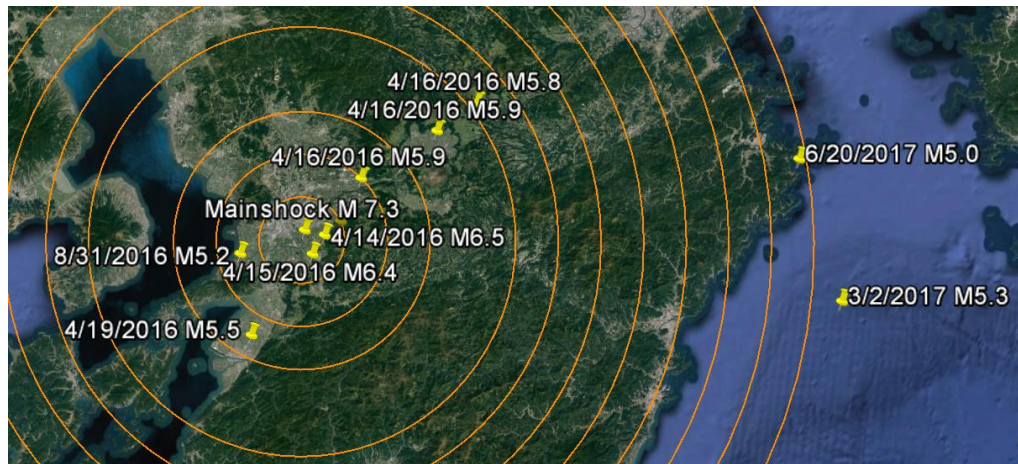 4/16/2016 M5.8
4/16/2016 M5.9
4/16/2016 M5.9
6/20/2017 M5.0
Mainshock M 7.3
4/14/2016 M6.5
8/31/2016 M5.2
4/15/2016 M6.4
3/2/2017 M5.3
4/19/2016 M5.5